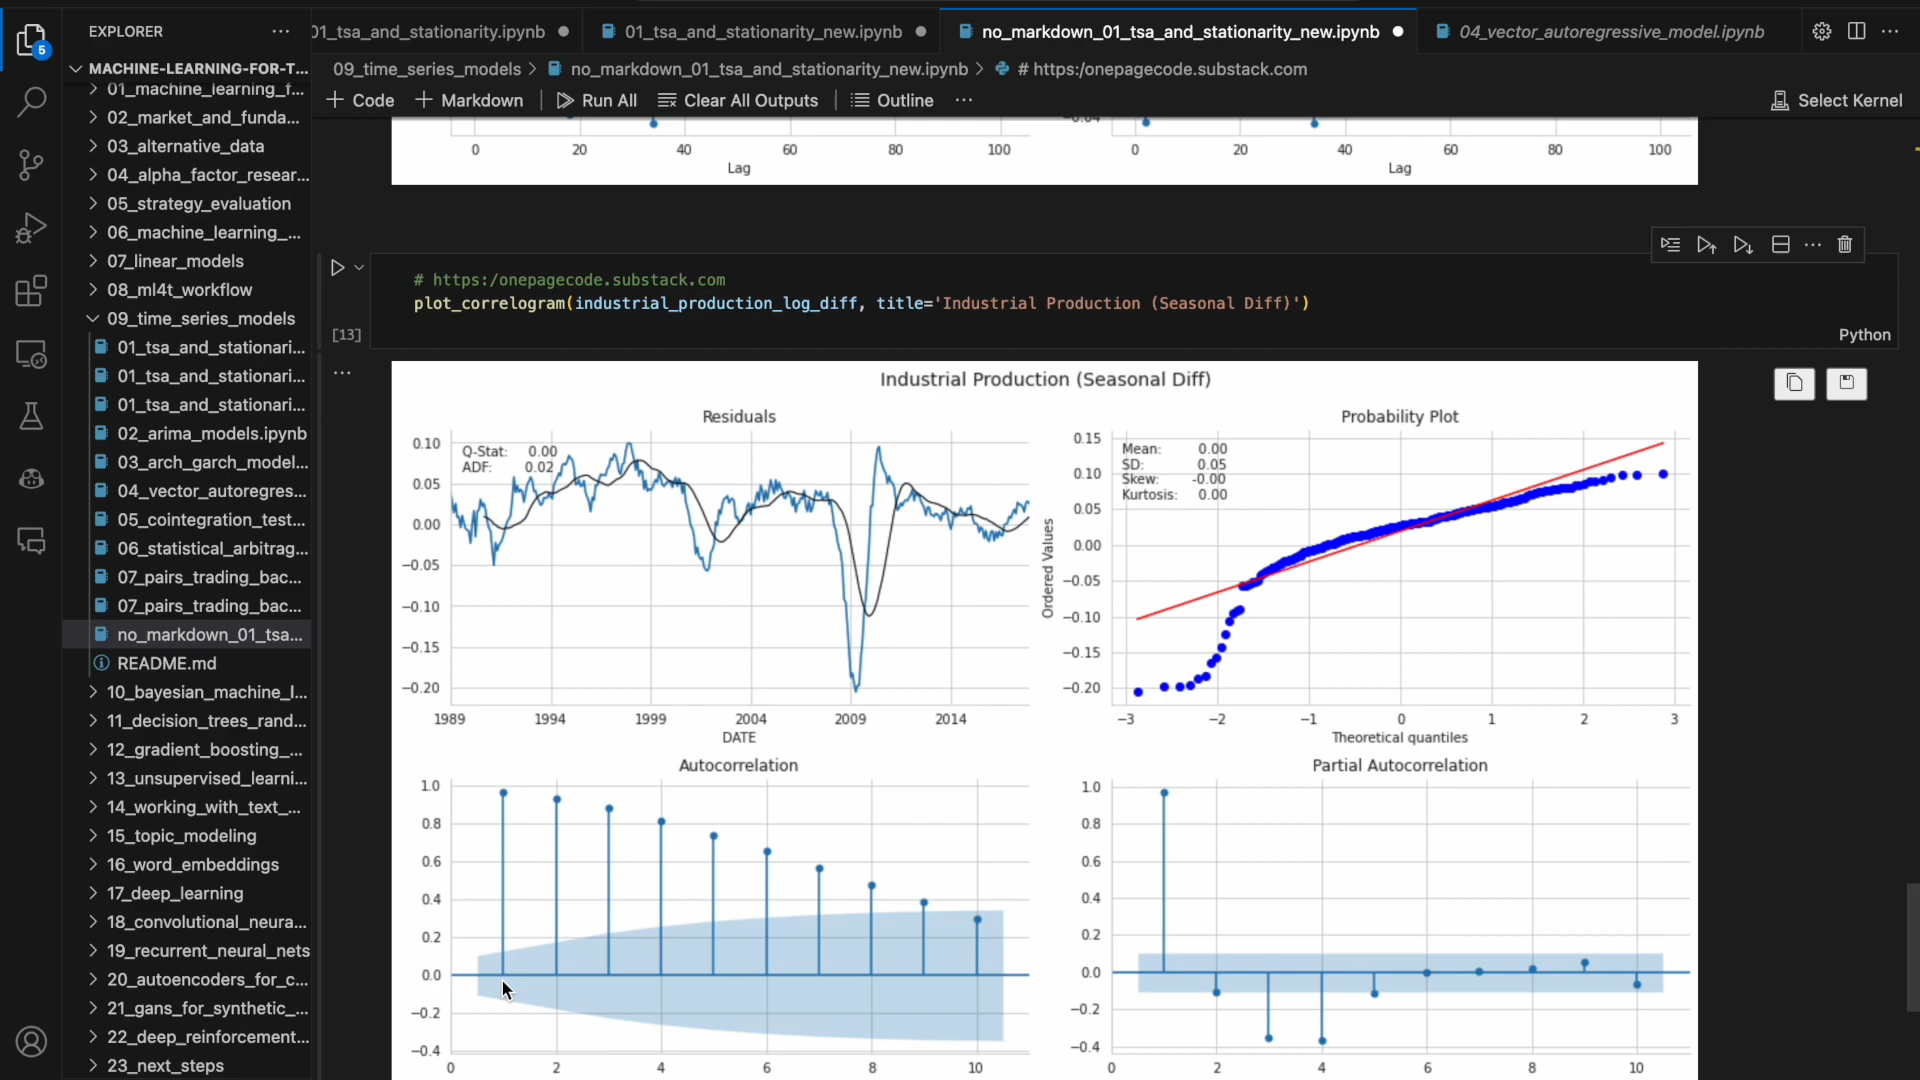 EXPLORER
01_tsa_and_stationarity.ipynb
01_tsa_and_stationarity_new.ipynb
no_markdown_01_tsa_and_stationarity_new.ipynb
04_vector_autoregressive_model.ipynb
5
MACHINE-LEARNING-FOR-T...
09_time_series_models > no_markdown_01_tsa_and_stationarity_new.ipynb > # https:/onepagecode.substack.com
Code
Markdown
Run All
Clear All Outputs
Outline
Select Kernel
01_machine_learning_f...
02_market_and_funda...
03_alternative_data
04_alpha_factor_resear...
05_strategy_evaluation
06_machine_learning_...
07_linear_models
08_ml4t_workflow
09_time_series_models
01_tsa_and_stationari...
01_tsa_and_stationari...
01_tsa_and_stationari...
02_arima_models.ipynb
03_arch_garch_model...
04_vector_autoregres...
05_cointegration_test...
06_statistical_arbitrag...
07_pairs_trading_bac...
07_pairs_trading_bac...
no_markdown_01_tsa...
README.md
10_bayesian_machine_l...
11_decision_trees_rand...
12_gradient_boosting_...
13_unsupervised_learni...
14_working_with_text_...
15_topic_modeling
16_word_embeddings
17_deep_learning
18_convolutional_neura...
19_recurrent_neural_nets
20_autoencoders_for_c...
21_gans_for_synthetic_...
22_deep_reinforcement...
23_next_steps
0 20 40 60 80 100
Lag
−0.04
0 20 40 60 80 100
Lag
# https:/onepagecode.substack.com
plot_correlogram(industrial_production_log_diff, title='Industrial Production (Seasonal Diff)')
[13]
Python
Industrial Production (Seasonal Diff)
Residuals
Q-Stat: 0.00
ADF: 0.02
0.10
0.05
0.00
−0.05
−0.10
−0.15
−0.20
1989 1994 1999 2004 2009 2014
DATE
Probability Plot
Mean: 0.00
SD: 0.05
Skew: -0.00
Kurtosis: 0.00
Ordered Values
0.15
0.10
0.05
0.00
−0.05
−0.10
−0.15
−0.20
−3 −2 −1 0 1 2 3
Theoretical quantiles
Autocorrelation
1.0
0.8
0.6
0.4
0.2
0.0
−0.2
−0.4
0 2 4 6 8 10
Partial Autocorrelation
1.0
0.8
0.6
0.4
0.2
0.0
−0.2
−0.4
0 2 4 6 8 10